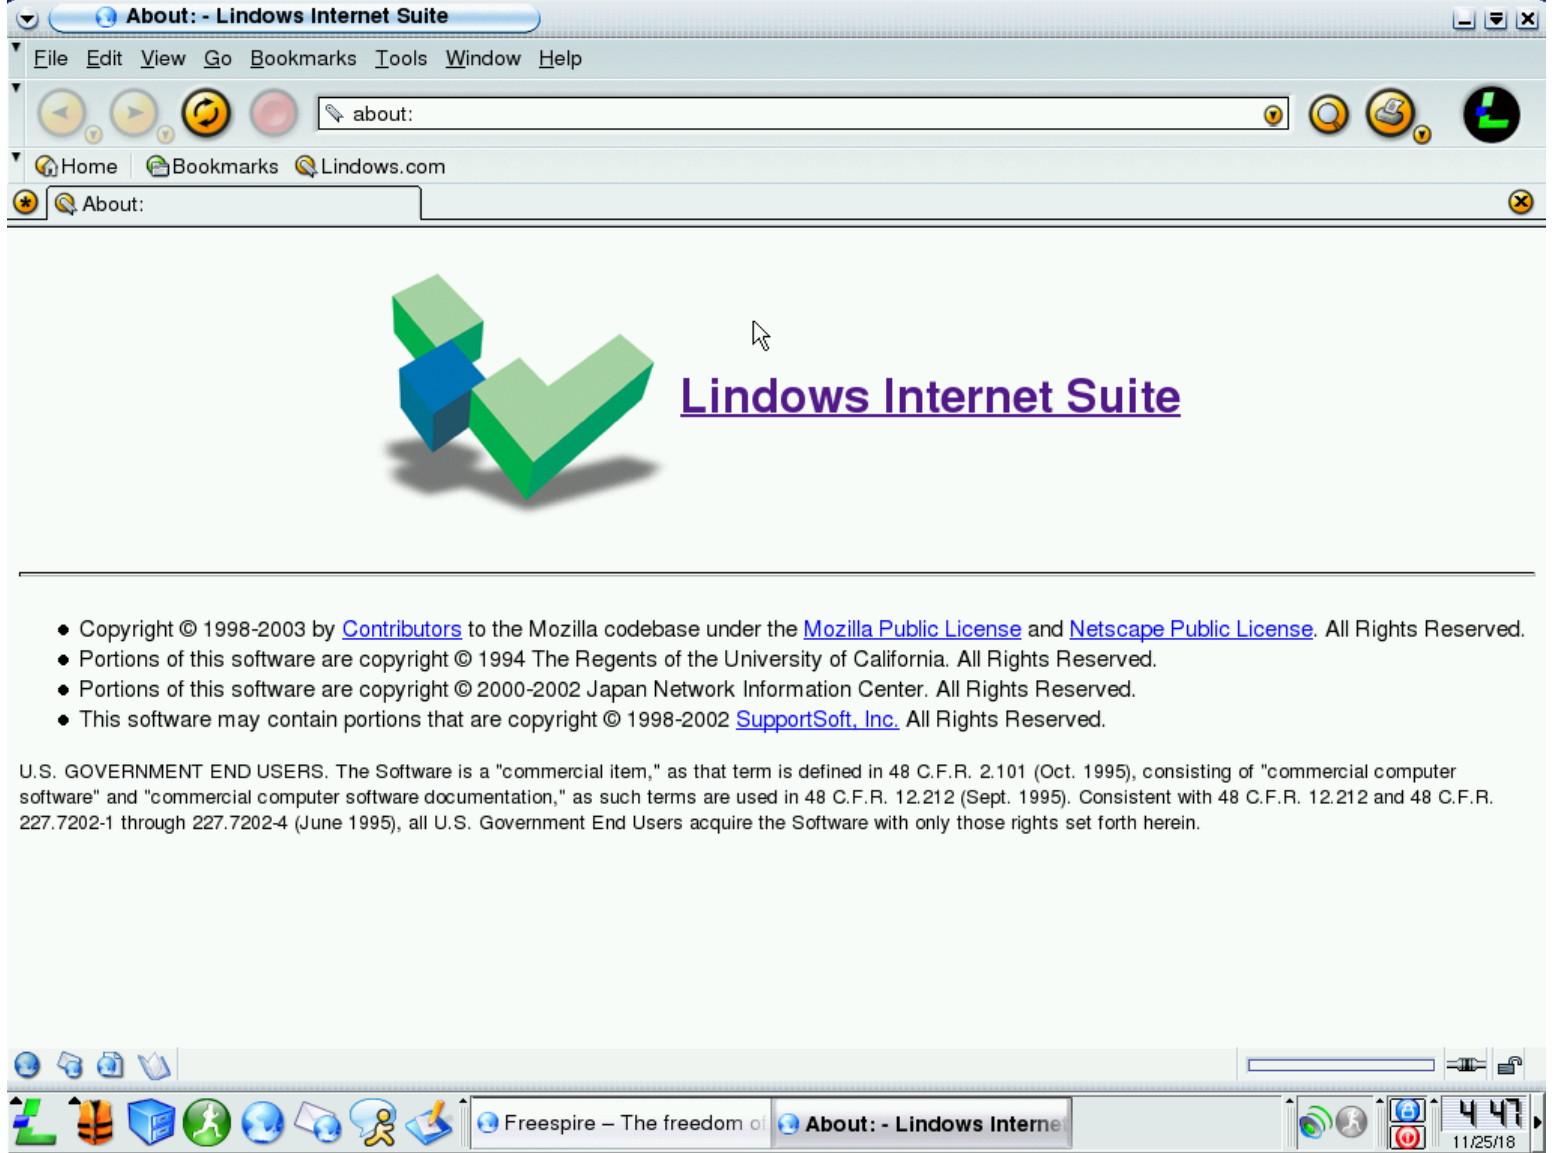 About: - Lindows Internet Suite
File Edit View Go Bookmarks Tools Window Help
about:
Home Bookmarks Lindows.com
About:
Lindows Internet Suite
Copyright © 1998-2003 by Contributors to the Mozilla codebase under the Mozilla Public License and Netscape Public License. All Rights Reserved.
Portions of this software are copyright © 1994 The Regents of the University of California. All Rights Reserved.
Portions of this software are copyright © 2000-2002 Japan Network Information Center. All Rights Reserved.
This software may contain portions that are copyright © 1998-2002 SupportSoft, Inc. All Rights Reserved.
U.S. GOVERNMENT END USERS. The Software is a "commercial item," as that term is defined in 48 C.F.R. 2.101 (Oct. 1995), consisting of "commercial computer
software" and "commercial computer software documentation," as such terms are used in 48 C.F.R. 12.212 (Sept. 1995). Consistent with 48 C.F.R. 12.212 and 48 C.F.R.
227.7202-1 through 227.7202-4 (June 1995), all U.S. Government End Users acquire the Software with only those rights set forth herein.
Freespire – The freedom of About: - Lindows Interne 4 47
11/25/18